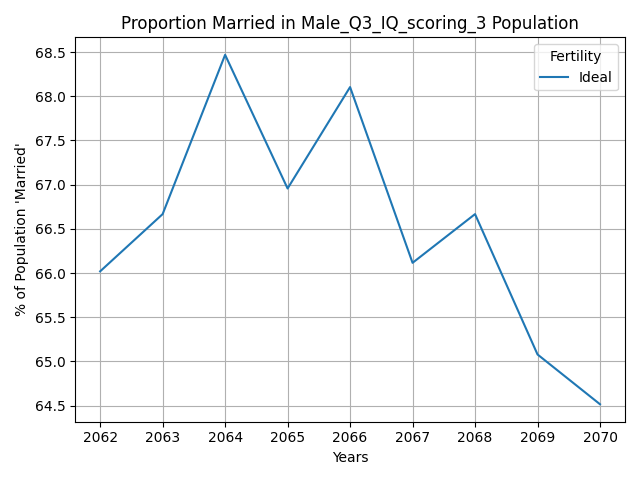 Proportion Married in Male_Q3_IQ_scoring_3 Population
Fertility
Ideal
% of Population 'Married'
68.5
68.0
67.5
67.0
66.5
66.0
65.5
65.0
64.5
2062 2063 2064 2065 2066 2067 2068 2069 2070
Years